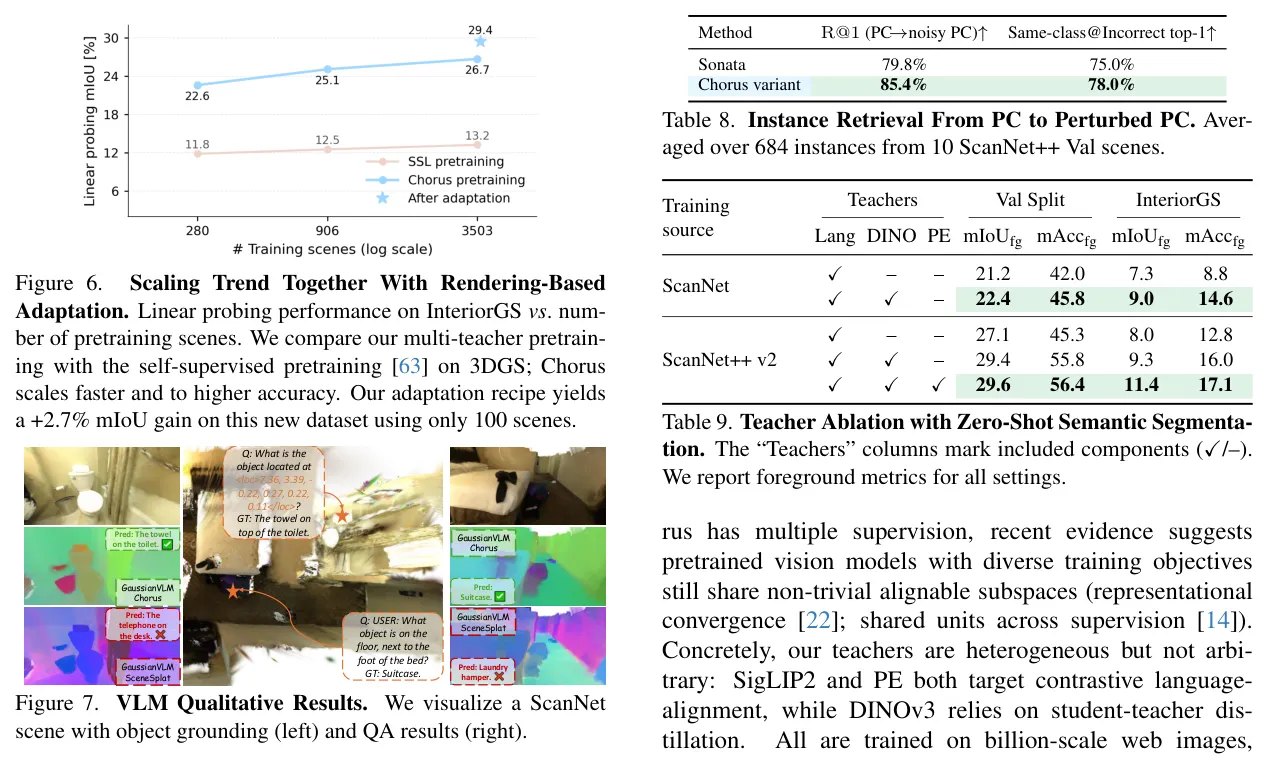 Linear probing mIoU [%]
30
24
18
12
6
22.6
25.1
29.4
26.7
11.8
12.5
13.2
SSL pretraining
Chorus pretraining
After adaptation
280
906
3503
# Training scenes (log scale)
Figure 6. Scaling Trend Together With Rendering-Based
Adaptation. Linear probing performance on InteriorGS vs. num-
ber of pretraining scenes. We compare our multi-teacher pretrain-
ing with the self-supervised pretraining [63] on 3DGS; Chorus
scales faster and to higher accuracy. Our adaptation recipe yields
a +2.7% mIoU gain on this new dataset using only 100 scenes.
Pred: The towel
on the toilet. ✅
GaussianVLM
Chorus
Pred: The
telephone on
the desk. ❌
GaussianVLM
SceneSplat
Q: What is the
object located at
<loc>7.36, 3.39, -
0.22, 0.27, 0.22,
0.11</loc>?
GT: The towel on
top of the toilet.
Q: USER: What
object is on the
floor, next to the
foot of the bed?
GT: Suitcase.
GaussianVLM
Chorus
Pred:
Suitcase. ✅
GaussianVLM
SceneSplat
Pred: Laundry
hamper. ❌
Figure 7. VLM Qualitative Results. We visualize a ScanNet
scene with object grounding (left) and QA results (right).
Method R@1 (PC→noisy PC)↑ Same-class@Incorrect top-1↑
Sonata 79.8% 75.0%
Chorus variant 85.4% 78.0%
Table 8. Instance Retrieval From PC to Perturbed PC. Aver-
aged over 684 instances from 10 ScanNet++ Val scenes.
Training source Teachers Val Split InteriorGS
Lang DINO PE mIoUfg mAccfg mIoUfg mAccfg
ScanNet ✓ – – 21.2 42.0 7.3 8.8
✓ ✓ – 22.4 45.8 9.0 14.6
ScanNet++ v2 ✓ – – 27.1 45.3 8.0 12.8
✓ ✓ – 29.4 55.8 9.3 16.0
✓ ✓ ✓ 29.6 56.4 11.4 17.1
Table 9. Teacher Ablation with Zero-Shot Semantic Segmenta-
tion. The “Teachers” columns mark included components (✓/–).
We report foreground metrics for all settings.
rus has multiple supervision, recent evidence suggests
pretrained vision models with diverse training objectives
still share non-trivial alignable subspaces (representational
convergence [22]; shared units across supervision [14]).
Concretely, our teachers are heterogeneous but not arbi-
trary: SigLIP2 and PE both target contrastive language-
alignment, while DINOv3 relies on student-teacher dis-
tillation. All are trained on billion-scale web images,